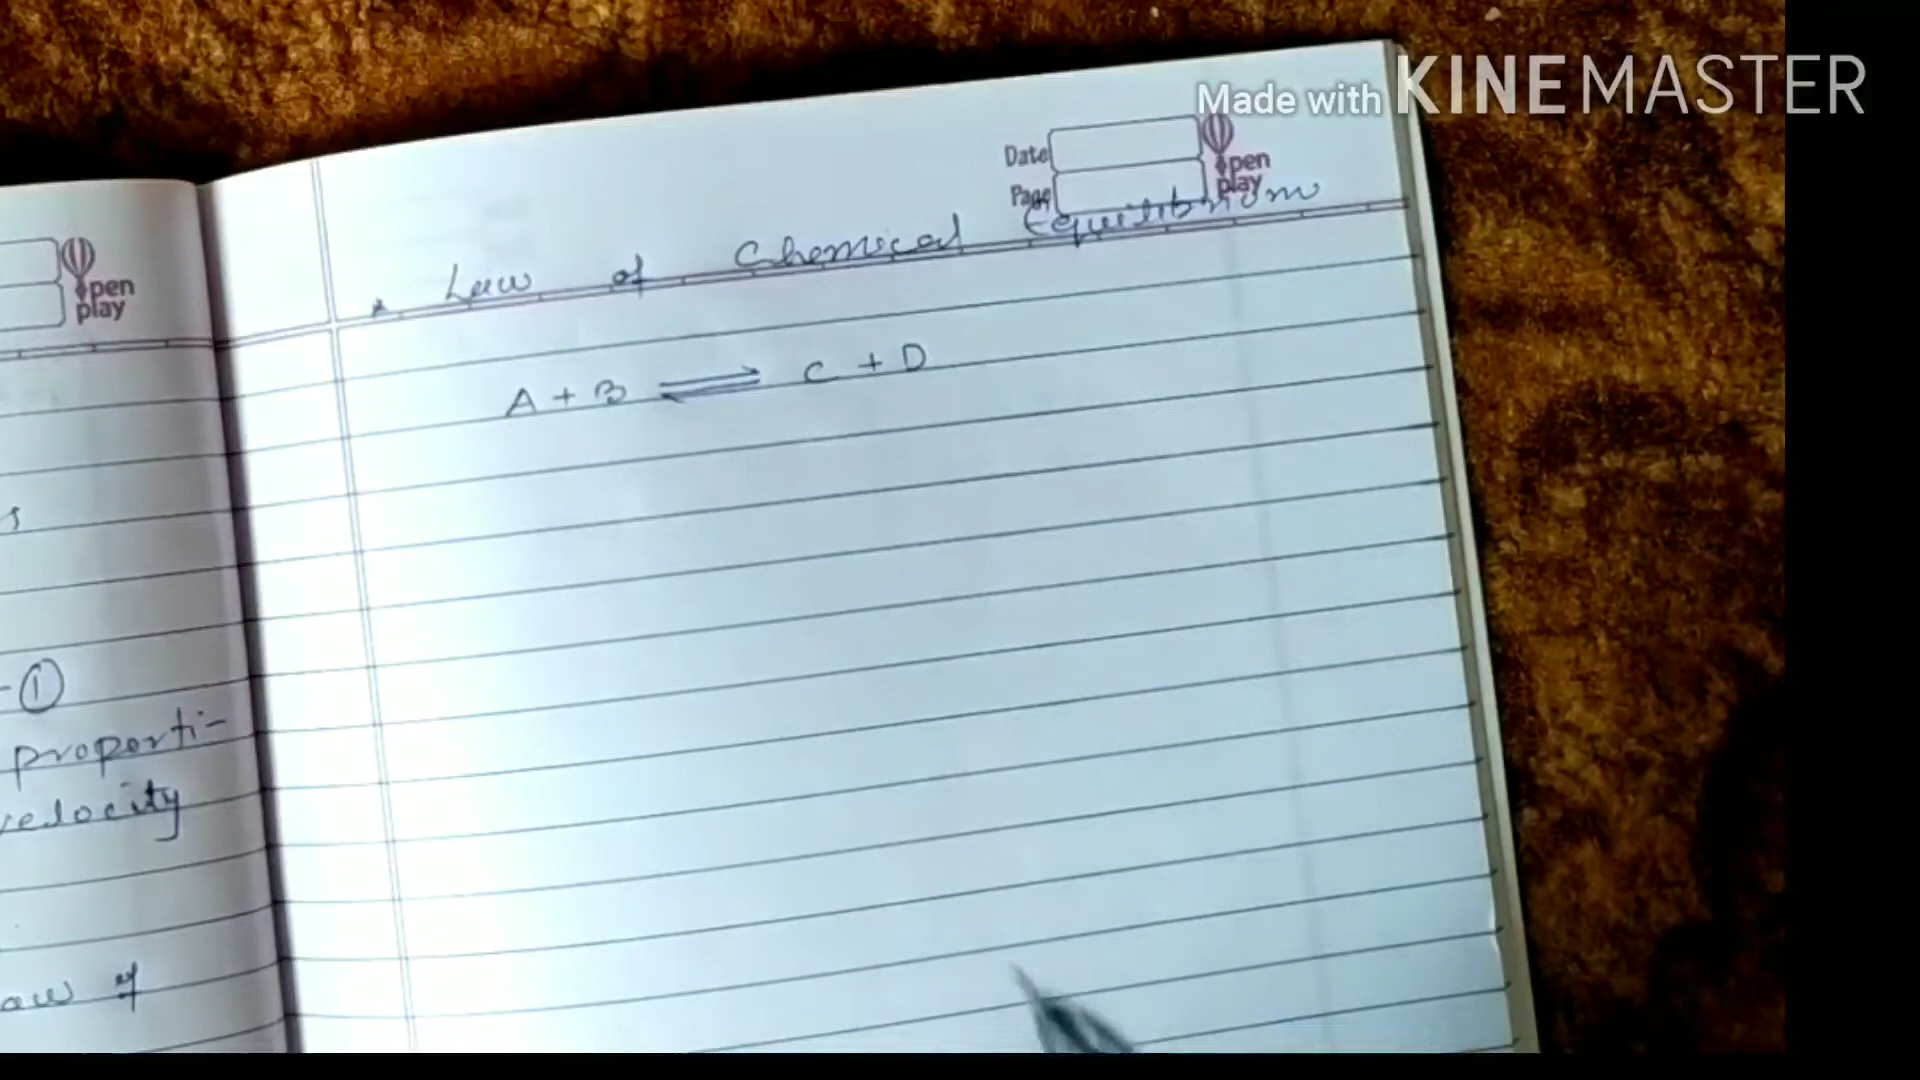 Made with KINEMASTER
Date
Page
pen
play
* Law of Chemical Equilibrium
A + B ⇌ C + D
pen
play
s
-①
proporti-
velocity
aw of